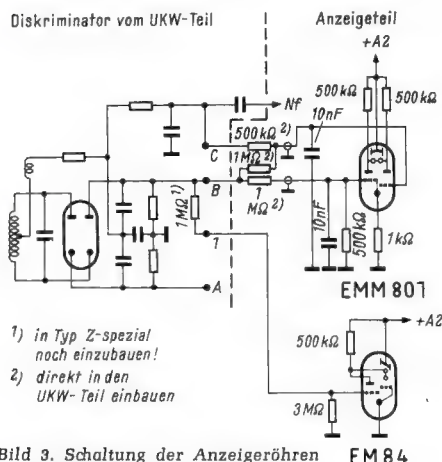 Diskriminator vom UKW-Teil
Anzeigeteil
+A2
500kΩ
500kΩ
10nF
Nf
500kΩ 2)
C
1MΩ 2)
B
1
MΩ 2)
1MΩ 1)
1
10nF
500kΩ
1kΩ
A
EMM 801
1) in Typ Z-spezial
noch einzubauen!
2) direkt in den
UKW-Teil einbauen
+A2
500kΩ
3MΩ
Bild 3. Schaltung der Anzeigeröhren
EM 84